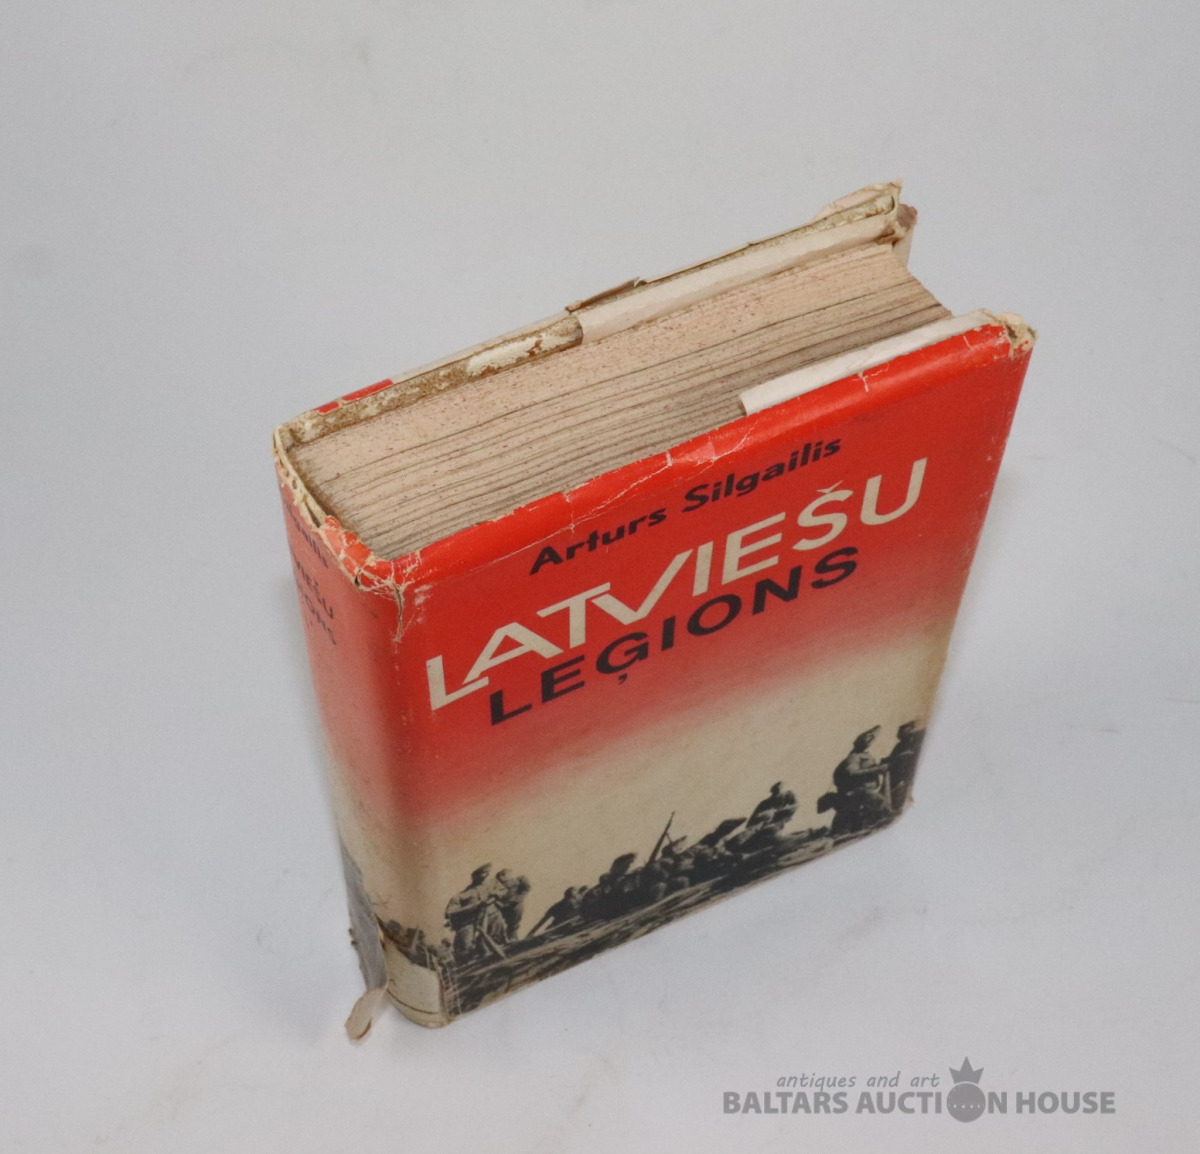 Arturs Silgailis
LATVIEŠU
LEĢIONS
antiques and art
BALTARS AUCTION HOUSE